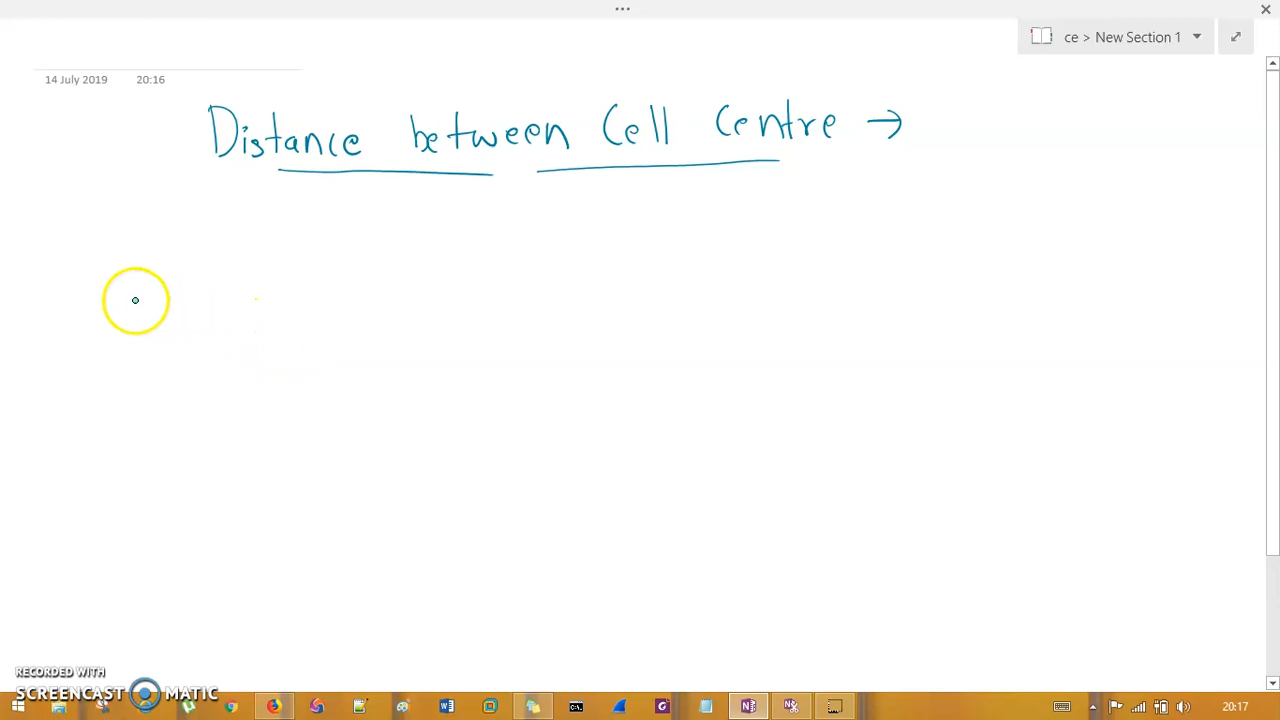 ce > New Section 1
14 July 2019 20:16
Distance between Cell Centre →
RECORDED WITH
SCREENCAST MATIC
20:17